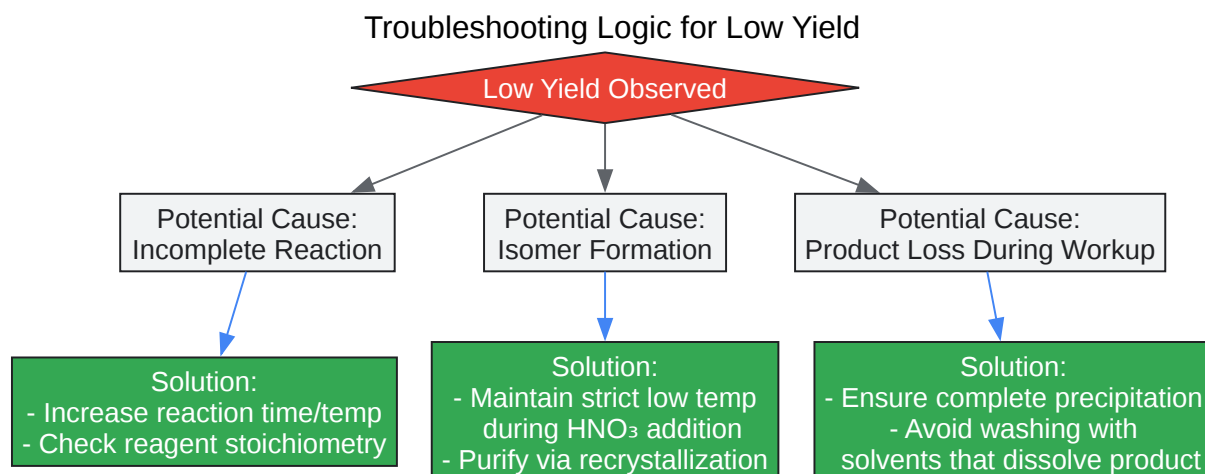 Troubleshooting Logic for Low Yield
Low Yield Observed
Potential Cause:
Incomplete Reaction
Potential Cause:
Isomer Formation
Potential Cause:
Product Loss During Workup
Solution:
- Increase reaction time/temp
- Check reagent stoichiometry
Solution:
- Maintain strict low temp
during HNO₃ addition
- Purify via recrystallization
Solution:
- Ensure complete precipitation
- Avoid washing with
solvents that dissolve product